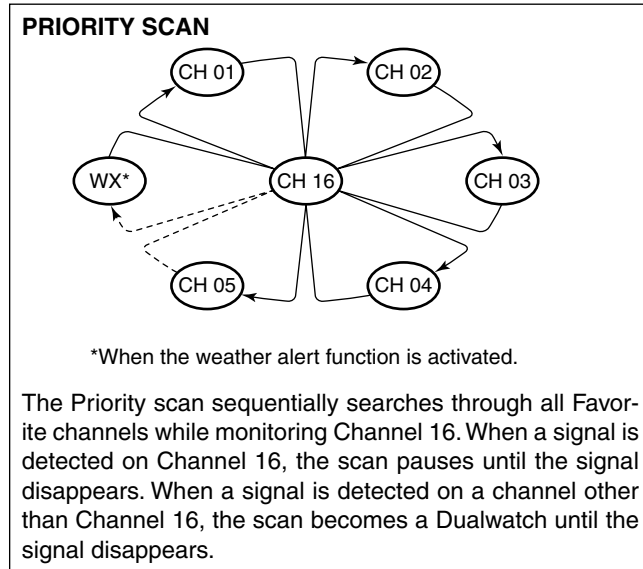 PRIORITY SCAN
CH 01
CH 02
WX*
CH 16
CH 03
CH 05
CH 04
*When the weather alert function is activated.
The Priority scan sequentially searches through all Favor-
ite channels while monitoring Channel 16. When a signal is
detected on Channel 16, the scan pauses until the signal
disappears. When a signal is detected on a channel other
than Channel 16, the scan becomes a Dualwatch until the
signal disappears.